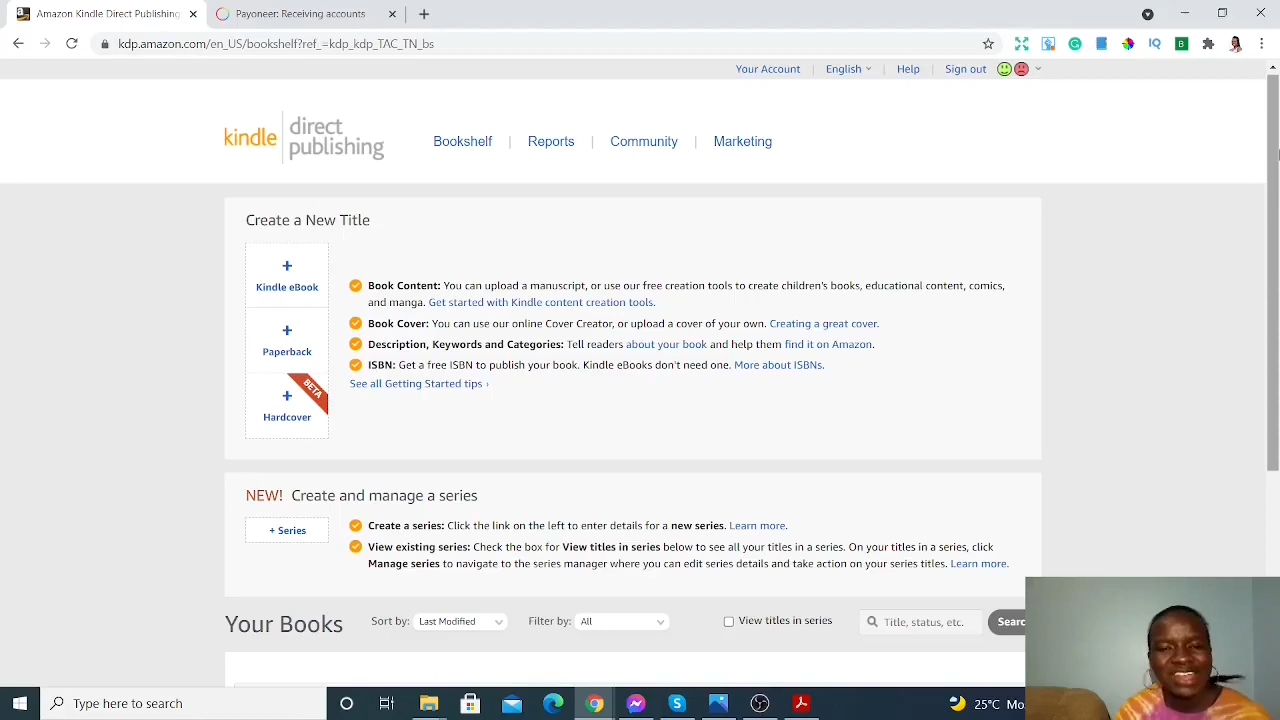 Amazon Kindle Direct Publishing
Payoneer: Receiving Accounts
kdp.amazon.com/en_US/bookshelf?ref_=kdp_kdp_TAC_TN_bs
IQ
B
Your Account | English | Help | Sign out
kindle direct publishing
Bookshelf | Reports | Community | Marketing
Create a New Title
+
Kindle eBook
+
Paperback
BETA
+
Hardcover
Book Content: You can upload a manuscript, or use our free creation tools to create children's books, educational content, comics,
and manga. Get started with Kindle content creation tools.
Book Cover: You can use our online Cover Creator, or upload a cover of your own. Creating a great cover.
Description, Keywords and Categories: Tell readers about your book and help them find it on Amazon.
ISBN: Get a free ISBN to publish your book. Kindle eBooks don't need one. More about ISBNs.
See all Getting Started tips ›
NEW! Create and manage a series
+ Series
Create a series: Click the link on the left to enter details for a new series. Learn more.
View existing series: Check the box for View titles in series below to see all your titles in a series. On your titles in a series, click
Manage series to navigate to the series manager where you can edit series details and take action on your series titles. Learn more.
Your Books Sort by: Last Modified Filter by: All View titles in series Title, status, etc.
Type here to search
25°C